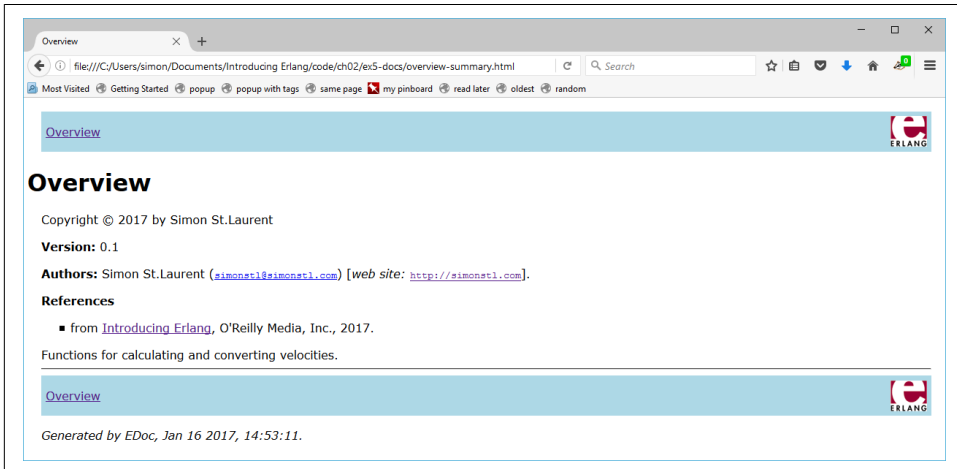 Overview
file:///C:/Users/simon/Documents/Introducing Erlang/code/ch02/ex5-docs/overview-summary.html
Search
0
Most Visited Getting Started popup popup with tags same page my pinboard read later oldest random
Overview
ERLANG
Overview
Copyright © 2017 by Simon St.Laurent
Version: 0.1
Authors: Simon St.Laurent (simonstl@simonstl.com) [web site: http://simonstl.com].
References
from Introducing Erlang, O'Reilly Media, Inc., 2017.
Functions for calculating and converting velocities.
Overview
ERLANG
Generated by EDoc, Jan 16 2017, 14:53:11.